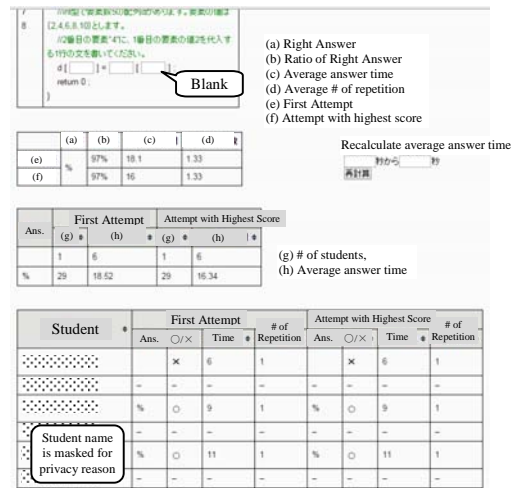 7
//int型で要素数5の配列dがあります。要素の値は
8 {2,4,6,8,10}とします。
//2番目の要素"4"に、1番目の要素の値2を代入す
る1行の文を書いてください。
d [ ] = [ ] [ ] ;
return 0 ;
}
Blank
(a) Right Answer
(b) Ratio of Right Answer
(c) Average answer time
(d) Average # of repetition
(e) First Attempt
(f) Attempt with highest score
(a) (b) (c) (d)
(e) % 97% 18.1 1.33
(f) 97% 16 1.33
Recalculate average answer time
秒から 秒
再計算
Ans. First Attempt Attempt with Highest Score
(g) (h) (g) (h)
1 6 1 6
% 29 18.52 29 16.34
(g) # of students,
(h) Average answer time
Student First Attempt # of Repetition Attempt with Highest Score # of Repetition
Ans. ○/× Time Ans. ○/× Time
× 6 1 × 6 1
– – – – – – – –
% ○ 9 1 % ○ 9 1
– – – – – – – –
% ○ 11 1 % ○ 11 1
– – – – – – – –
Student name
is masked for
privacy reason